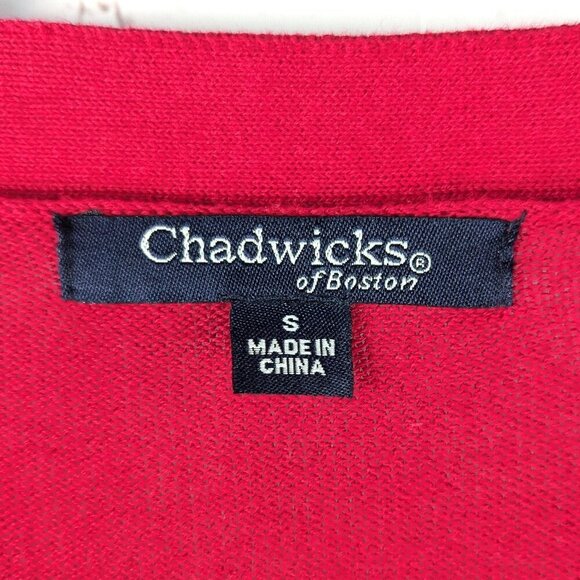 Chadwicks®
of Boston
S
MADE IN
CHINA